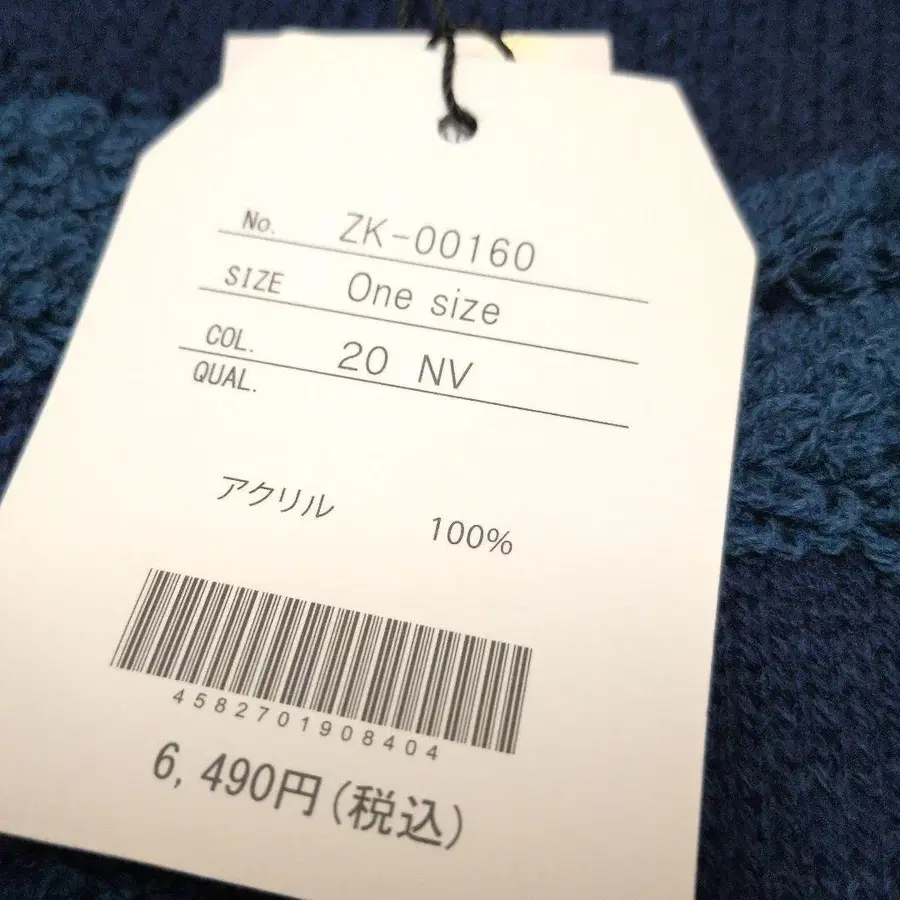 No. ZK-00160
SIZE One size
COL. 20 NV
QUAL.
アクリル 100%
4582701908404
6,490円(税込)